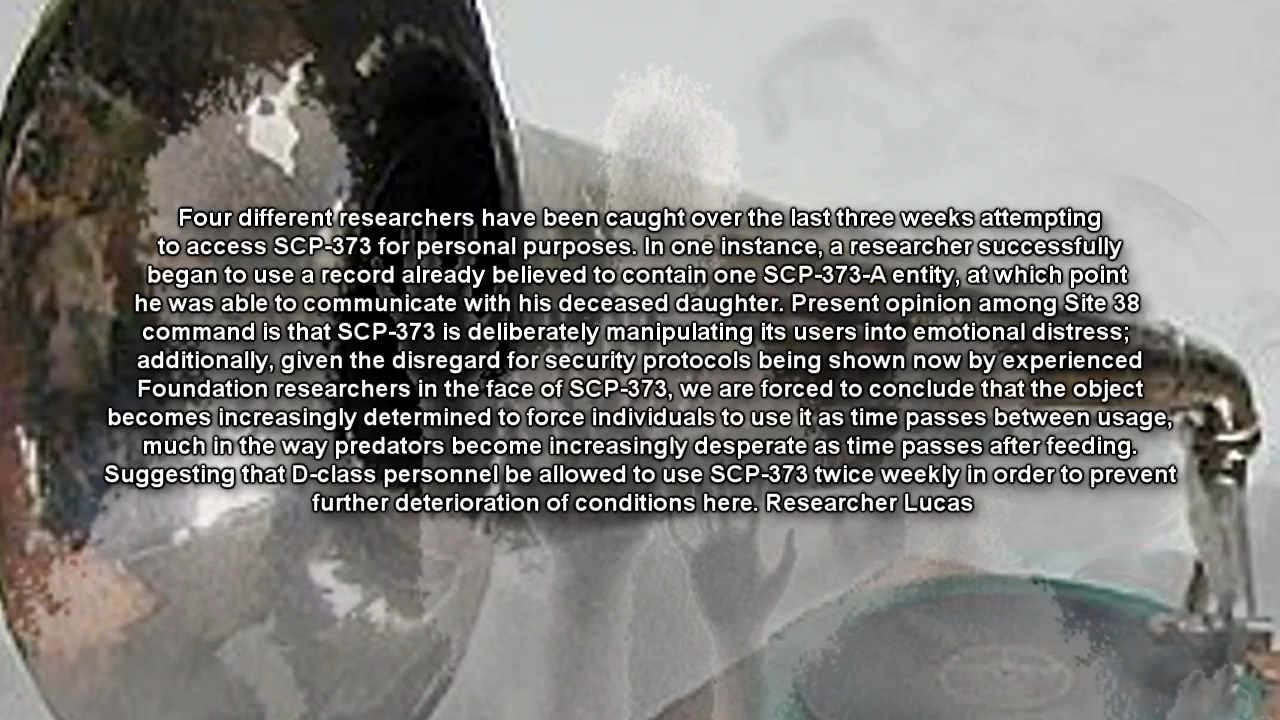 Four different researchers have been caught over the last three weeks attempting
to access SCP-373 for personal purposes. In one instance, a researcher successfully
began to use a record already believed to contain one SCP-373-A entity, at which point
he was able to communicate with his deceased daughter. Present opinion among Site 38
command is that SCP-373 is deliberately manipulating its users into emotional distress;
additionally, given the disregard for security protocols being shown now by experienced
Foundation researchers in the face of SCP-373, we are forced to conclude that the object
becomes increasingly determined to force individuals to use it as time passes between usage,
much in the way predators become increasingly desperate as time passes after feeding.
Suggesting that D-class personnel be allowed to use SCP-373 twice weekly in order to prevent
further deterioration of conditions here. Researcher Lucas